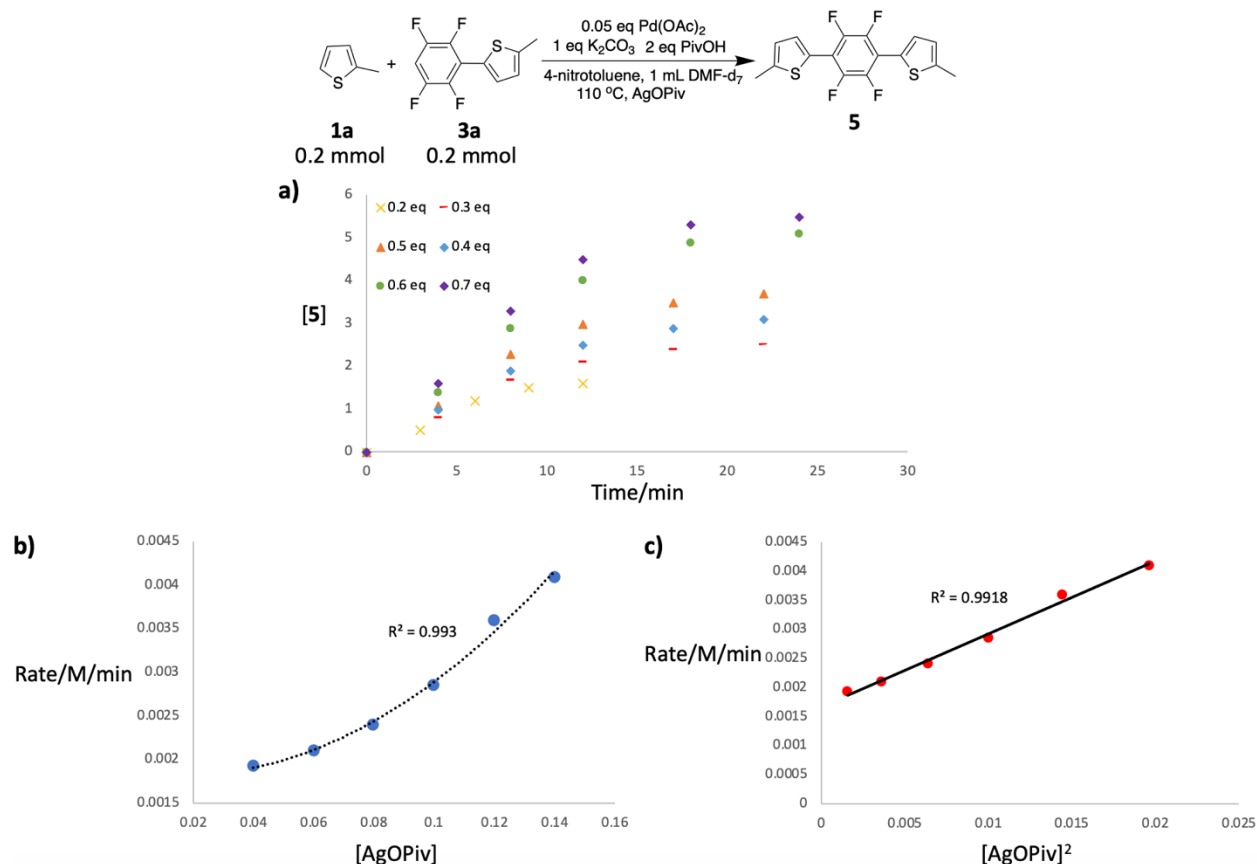 0.05 eq Pd(OAc)₂
1 eq K₂CO₃ 2 eq PivOH
4-nitrotoluene, 1 mL DMF-d₇
110 ºC, AgOPiv
S
+
F
F
F
F
S
S
F
F
F
F
S
1a
3a
5
0.2 mmol
0.2 mmol
a)
6
5
4
3
2
1
0
[5]
0.2 eq
0.3 eq
0.5 eq
0.4 eq
0.6 eq
0.7 eq
0
5
10
15
20
25
30
Time/min
b)
0.0045
0.004
0.0035
0.003
0.0025
0.002
0.0015
Rate/M/min
R² = 0.993
0.02
0.04
0.06
0.08
0.1
0.12
0.14
0.16
[AgOPiv]
c)
0.0045
0.004
0.0035
0.003
0.0025
0.002
0.0015
0.001
0.0005
0
Rate/M/min
R² = 0.9918
0
0.005
0.01
0.015
0.02
0.025
[AgOPiv]²